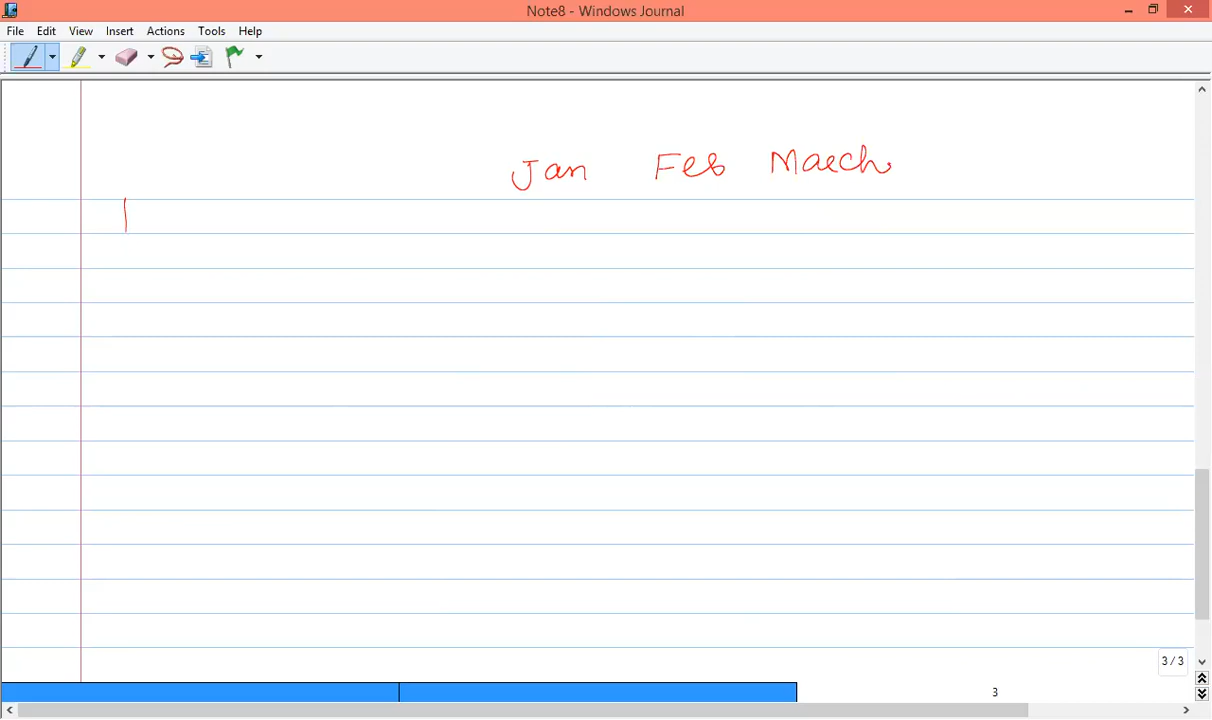 Note8 - Windows Journal
File Edit View Insert Actions Tools Help
Jan Feb March
|
3 / 3
3